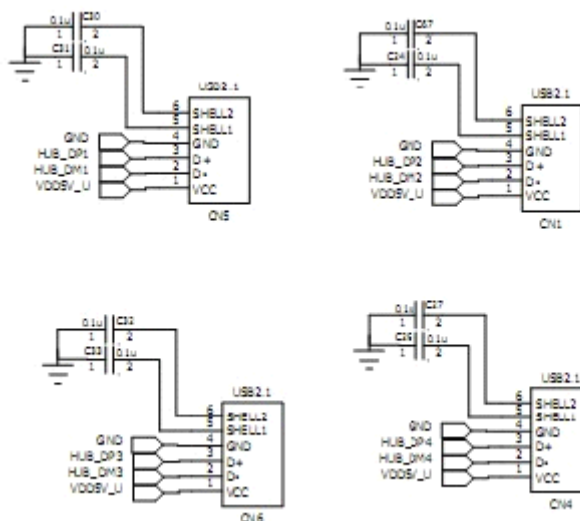 0.1u C30
1 2
C31 0.1u
1 2
USB2.1
6 SHELL2
5 SHELL1
GND 4 GND
HUB_DP1 3 D+
HUB_DM1 2 D-
VDD5V_U 1 VCC
CN5
0.1u C37
1 2
C34 0.1u
1 2
USB2.1
6 SHELL2
5 SHELL1
GND 4 GND
HUB_DP2 3 D+
HUB_DM2 2 D-
VDD5V_U 1 VCC
CN1
0.1u C32
1 2
C33 0.1u
1 2
USB2.1
6 SHELL2
5 SHELL1
GND 4 GND
HUB_DP3 3 D+
HUB_DM3 2 D-
VDD5V_U 1 VCC
CN6
0.1u C27
1 2
0.1u
1 2
USB2.1
6 SHELL2
5 SHELL1
GND 4 GND
HUB_DP4 3 D+
HUB_DM4 2 D-
VDD5V_U 1 VCC
CN4